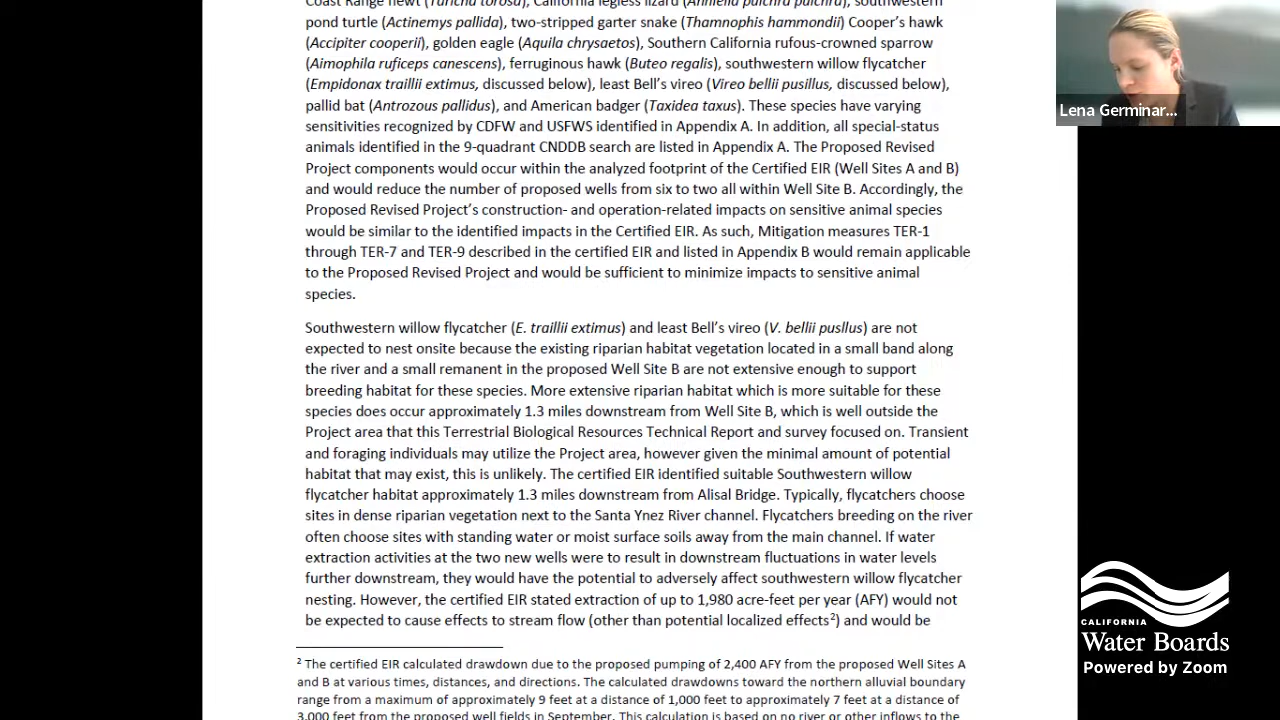 Coast Range newt (Taricha torosa), California legless lizard (Anniella pulchra pulchra), southwestern
pond turtle (Actinemys pallida), two-stripped garter snake (Thamnophis hammondii) Cooper's hawk
(Accipiter cooperii), golden eagle (Aquila chrysaetos), Southern California rufous-crowned sparrow
(Aimophila ruficeps canescens), ferruginous hawk (Buteo regalis), southwestern willow flycatcher
(Empidonax traillii extimus, discussed below), least Bell's vireo (Vireo bellii pusillus, discussed below),
pallid bat (Antrozous pallidus), and American badger (Taxidea taxus). These species have varying
sensitivities recognized by CDFW and USFWS identified in Appendix A. In addition, all special-status
animals identified in the 9-quadrant CNDDB search are listed in Appendix A. The Proposed Revised
Project components would occur within the analyzed footprint of the Certified EIR (Well Sites A and B)
and would reduce the number of proposed wells from six to two all within Well Site B. Accordingly, the
Proposed Revised Project's construction- and operation-related impacts on sensitive animal species
would be similar to the identified impacts in the Certified EIR. As such, Mitigation measures TER-1
through TER-7 and TER-9 described in the certified EIR and listed in Appendix B would remain applicable
to the Proposed Revised Project and would be sufficient to minimize impacts to sensitive animal
species.
Southwestern willow flycatcher (E. traillii extimus) and least Bell's vireo (V. bellii pusllus) are not
expected to nest onsite because the existing riparian habitat vegetation located in a small band along
the river and a small remanent in the proposed Well Site B are not extensive enough to support
breeding habitat for these species. More extensive riparian habitat which is more suitable for these
species does occur approximately 1.3 miles downstream from Well Site B, which is well outside the
Project area that this Terrestrial Biological Resources Technical Report and survey focused on. Transient
and foraging individuals may utilize the Project area, however given the minimal amount of potential
habitat that may exist, this is unlikely. The certified EIR identified suitable Southwestern willow
flycatcher habitat approximately 1.3 miles downstream from Alisal Bridge. Typically, flycatchers choose
sites in dense riparian vegetation next to the Santa Ynez River channel. Flycatchers breeding on the river
often choose sites with standing water or moist surface soils away from the main channel. If water
extraction activities at the two new wells were to result in downstream fluctuations in water levels
further downstream, they would have the potential to adversely affect southwestern willow flycatcher
nesting. However, the certified EIR stated extraction of up to 1,980 acre-feet per year (AFY) would not
be expected to cause effects to stream flow (other than potential localized effects²) and would be
² The certified EIR calculated drawdown due to the proposed pumping of 2,400 AFY from the proposed Well Sites A
and B at various times, distances, and directions. The calculated drawdowns toward the northern alluvial boundary
range from a maximum of approximately 9 feet at a distance of 1,000 feet to approximately 7 feet at a distance of
3,000 feet from the proposed well fields in September. This calculation is based on no river or other inflows to the
Lena Germinar...
CALIFORNIA
Water Boards
Powered by Zoom